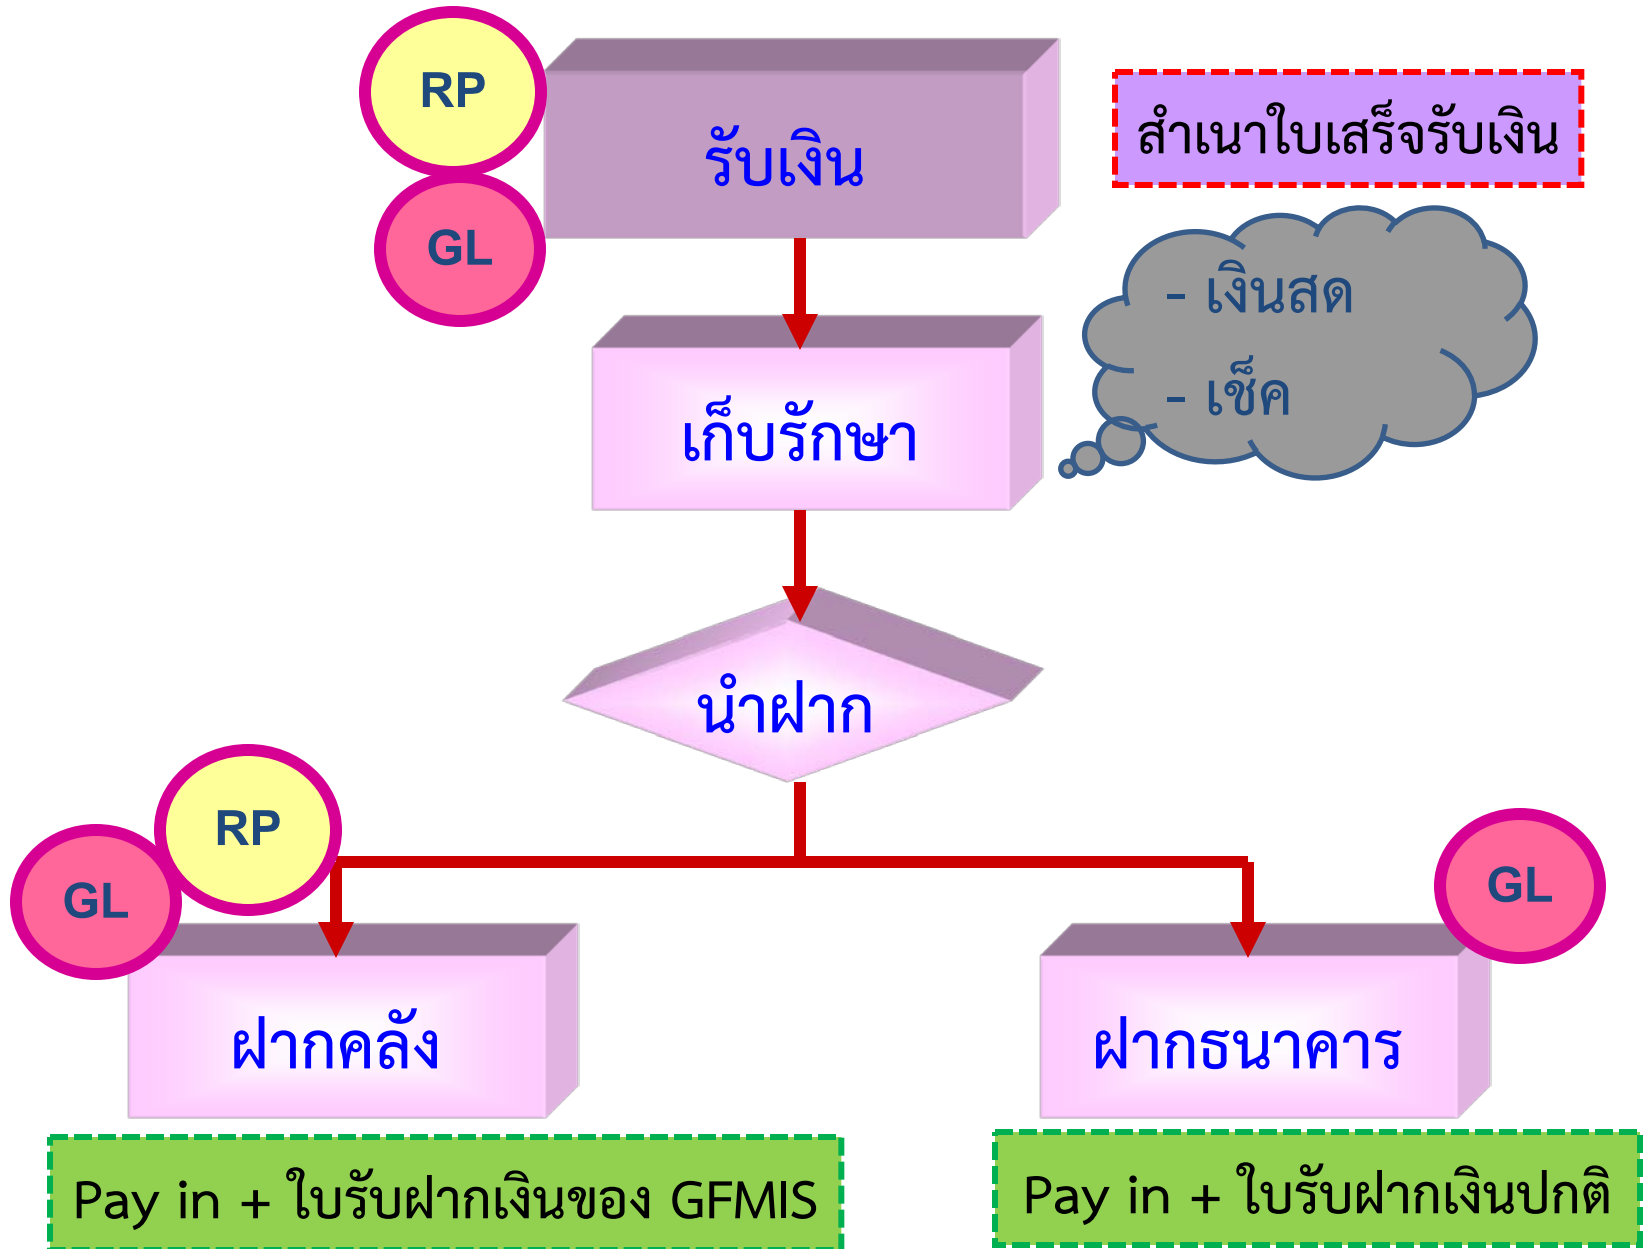 RP
รับเงิน
สำเนาใบเสร็จรับเงิน
GL
- เงินสด
- เช็ค
เก็บรักษา
นำฝาก
RP
GL
GL
ฝากคลัง
ฝากธนาคาร
Pay in + ใบรับฝากเงินของ GFMIS
Pay in + ใบรับฝากเงินปกติ